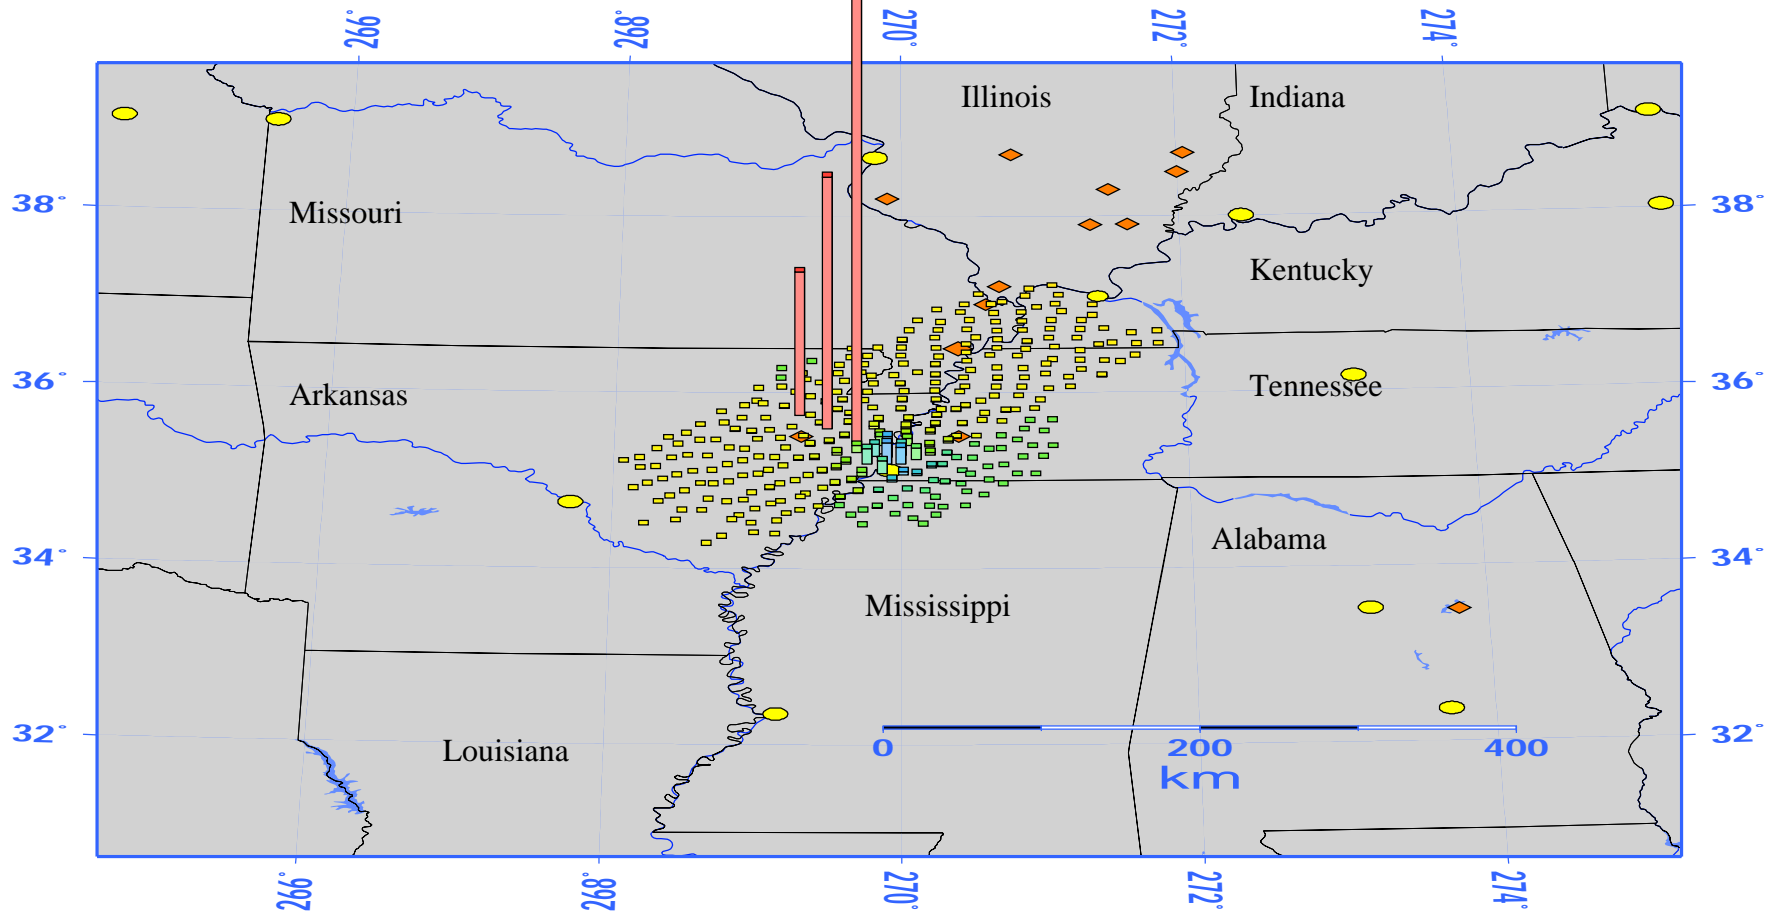 266° 268° 270° 272° 274°
Illinois Indiana
38° Missouri 38°
Kentucky
36° Arkansas Tennessee 36°
34° Alabama 34°
Mississippi
32° Louisiana 0 200 400 32°
km
266° 268° 270° 272° 274°